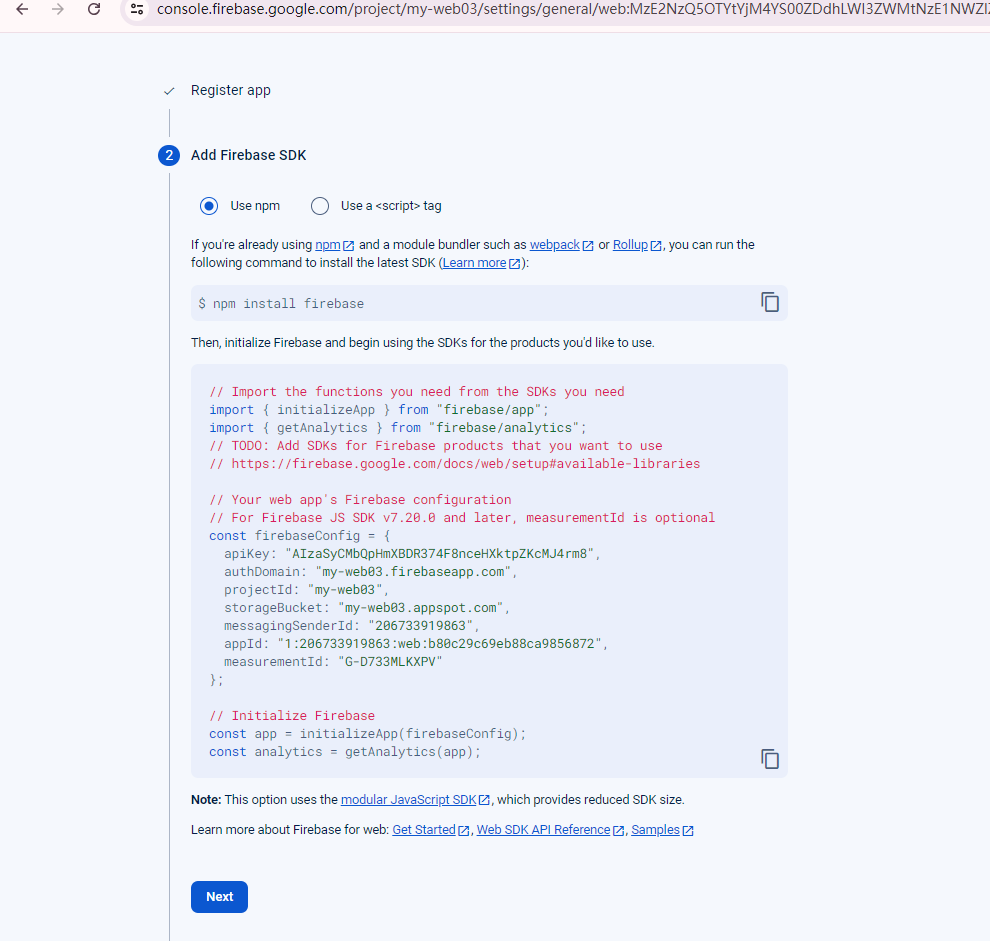 console.firebase.google.com/project/my-web03/settings/general/web:MzE2NzQ5OTYtYjM4YS00ZDdhLWI3ZWMtNzE1NWZl
Register app
2 Add Firebase SDK
Use npm Use a <script> tag
If you're already using npm and a module bundler such as webpack or Rollup, you can run the
following command to install the latest SDK (Learn more):
$ npm install firebase
Then, initialize Firebase and begin using the SDKs for the products you'd like to use.
// Import the functions you need from the SDKs you need
import { initializeApp } from "firebase/app";
import { getAnalytics } from "firebase/analytics";
// TODO: Add SDKs for Firebase products that you want to use
// https://firebase.google.com/docs/web/setup#available-libraries
// Your web app's Firebase configuration
// For Firebase JS SDK v7.20.0 and later, measurementId is optional
const firebaseConfig = {
apiKey: "AIzaSyCMbQpHmXBDR374F8nceHXktpZKcMJ4rm8",
authDomain: "my-web03.firebaseapp.com",
projectId: "my-web03",
storageBucket: "my-web03.appspot.com",
messagingSenderId: "206733919863",
appId: "1:206733919863:web:b80c29c69eb88ca9856872",
measurementId: "G-D733MLKXPV"
};
// Initialize Firebase
const app = initializeApp(firebaseConfig);
const analytics = getAnalytics(app);
Note: This option uses the modular JavaScript SDK, which provides reduced SDK size.
Learn more about Firebase for web: Get Started, Web SDK API Reference, Samples
Next